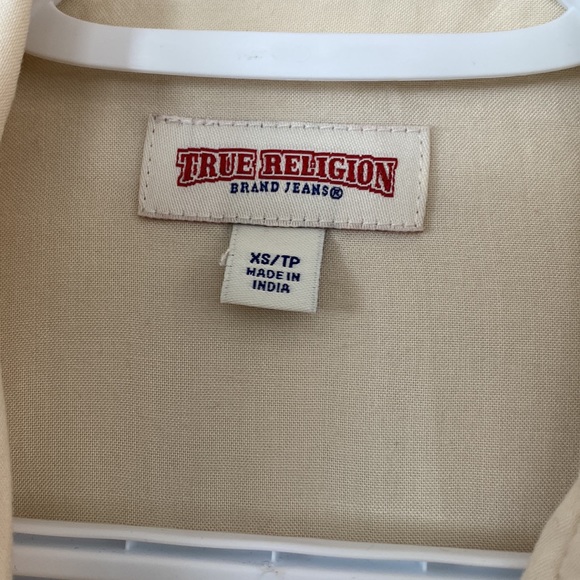 TRUE RELIGION
BRAND JEANS®
XS/TP
MADE IN
INDIA